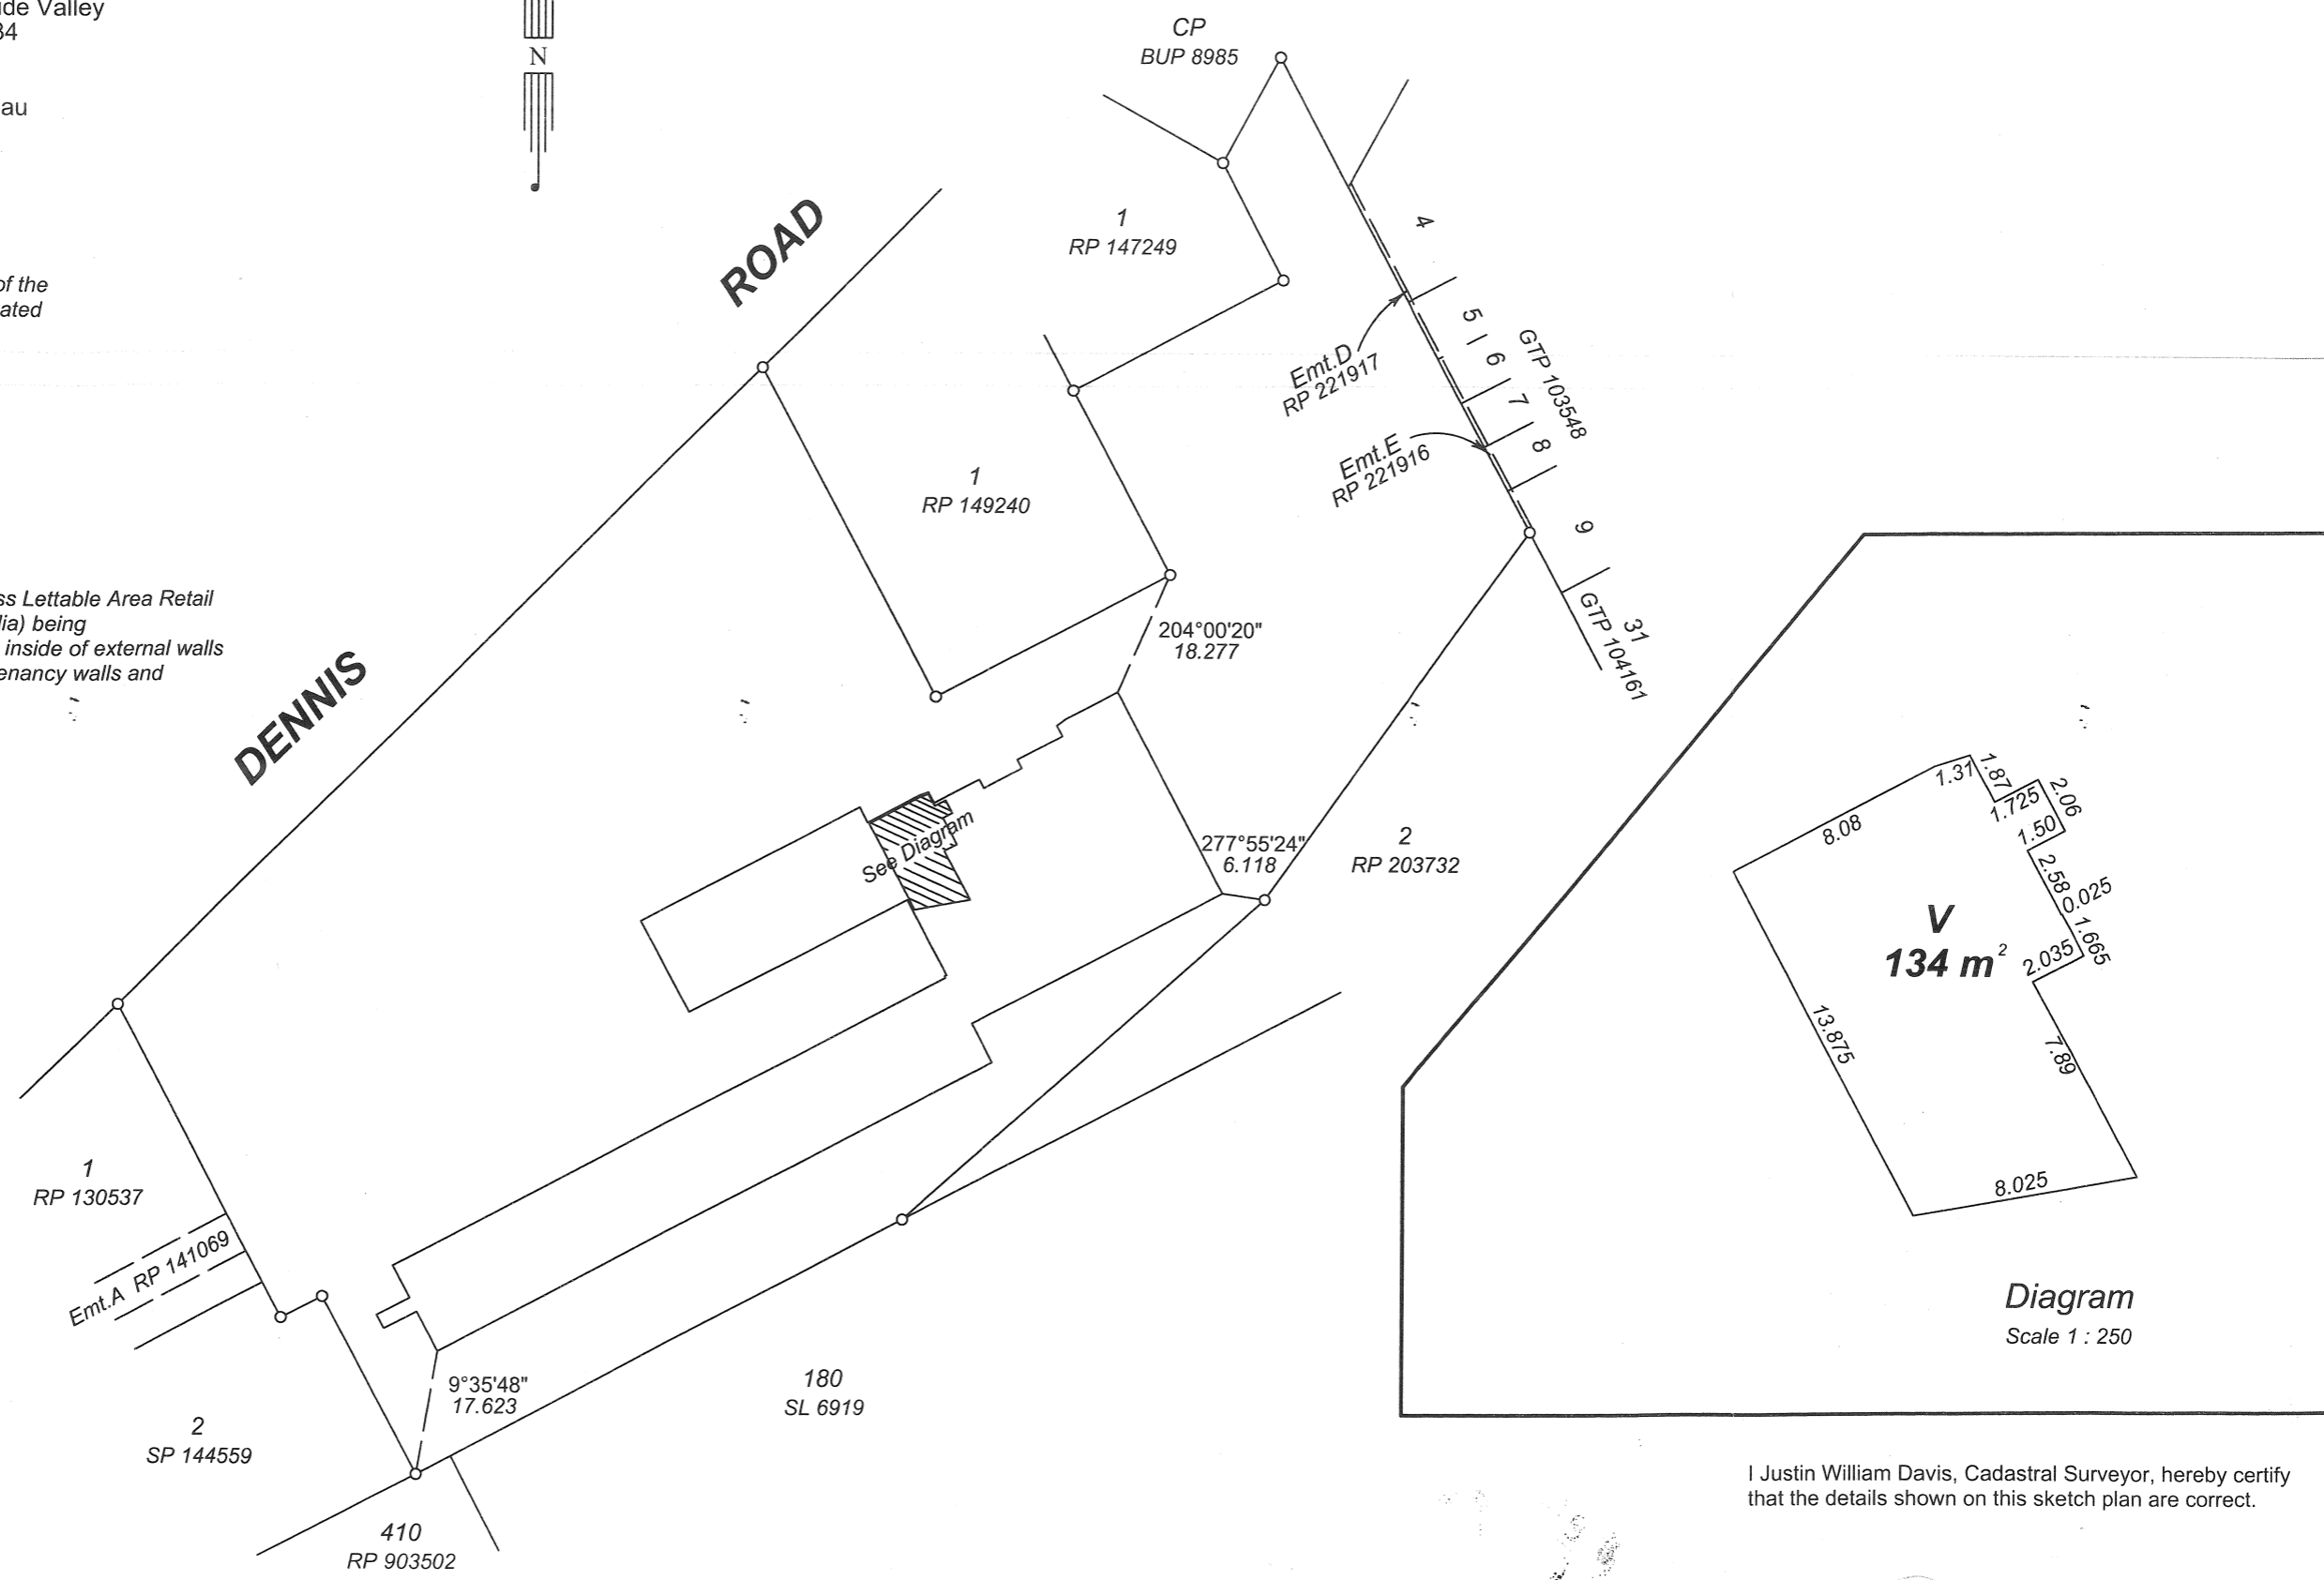 ide Valley
34
N
au
of the
ated
ss Lettable Area Retail
lia) being
inside of external walls
enancy walls and
DENNIS
ROAD
CP
BUP 8985
1
RP 147249
1
RP 149240
4
5
6
7
8
9
GTP 103548
31
GTP 104161
Emt.D
RP 221917
Emt.E
RP 221916
204°00'20"
18.277
See Diagram
277°55'24"
6.118
2
RP 203732
1
RP 130537
Emt.A RP 141069
9°35'48"
17.623
180
SL 6919
2
SP 144559
410
RP 903502
1.31
1.87
1.725
2.06
1.50
8.08
2.58
0.025
1.665
2.035
V
134 m²
13.875
7.89
8.025
Diagram
Scale 1 : 250
I Justin William Davis, Cadastral Surveyor, hereby certify
that the details shown on this sketch plan are correct.